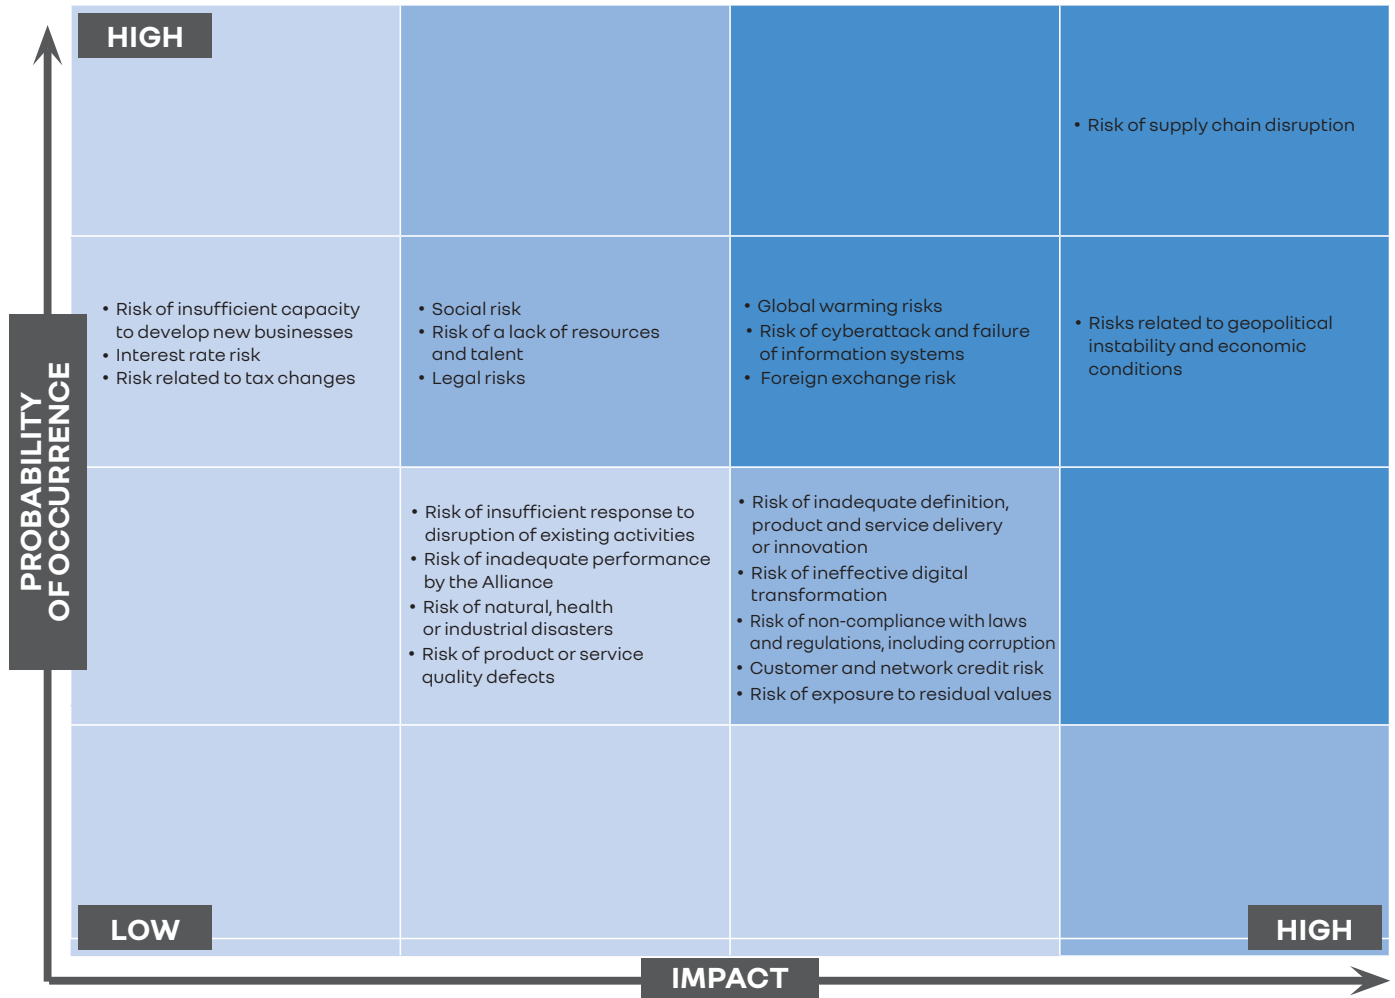 HIGH
• Risk of supply chain disruption
• Risk of insufficient capacity
to develop new businesses
• Interest rate risk
• Risk related to tax changes
• Social risk
• Risk of a lack of resources
and talent
• Legal risks
• Global warming risks
• Risk of cyberattack and failure
of information systems
• Foreign exchange risk
• Risks related to geopolitical
instability and economic
conditions
PROBABILITY
OF OCCURRENCE
• Risk of insufficient response to
disruption of existing activities
• Risk of inadequate performance
by the Alliance
• Risk of natural, health
or industrial disasters
• Risk of product or service
quality defects
• Risk of inadequate definition,
product and service delivery
or innovation
• Risk of ineffective digital
transformation
• Risk of non-compliance with laws
and regulations, including corruption
• Customer and network credit risk
• Risk of exposure to residual values
LOW
HIGH
IMPACT